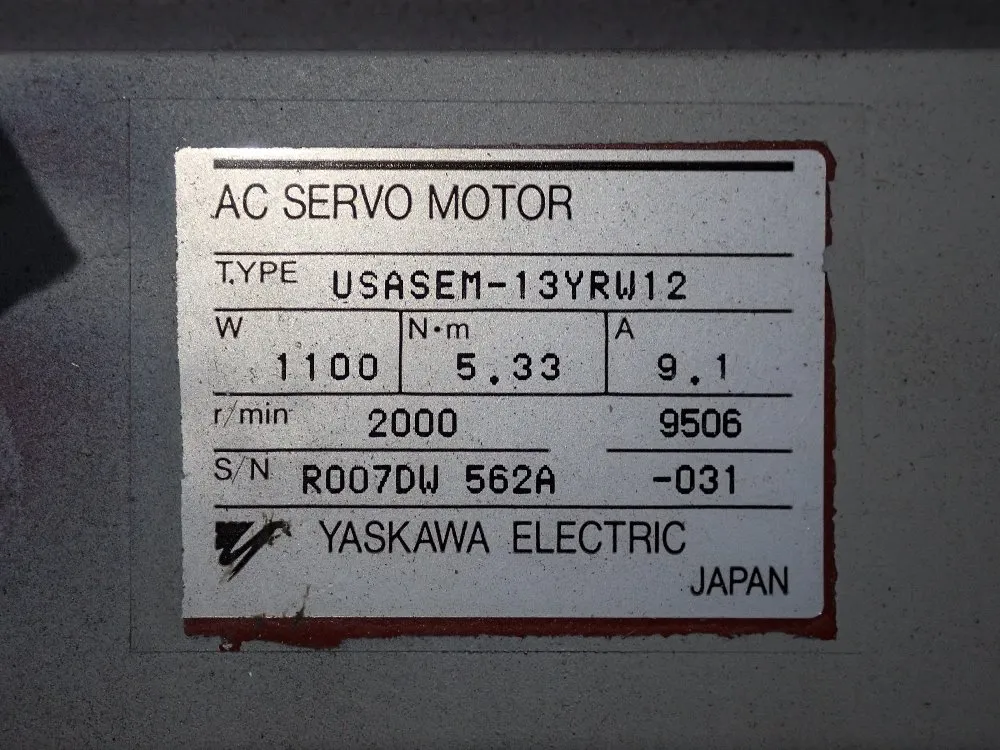 AC SERVO MOTOR
TYPE USASEM-13YRW12
W 1100 N·m 5.33 A 9.1
r/min 2000 9506
S/N R007DW 562A -031
YASKAWA ELECTRIC
JAPAN